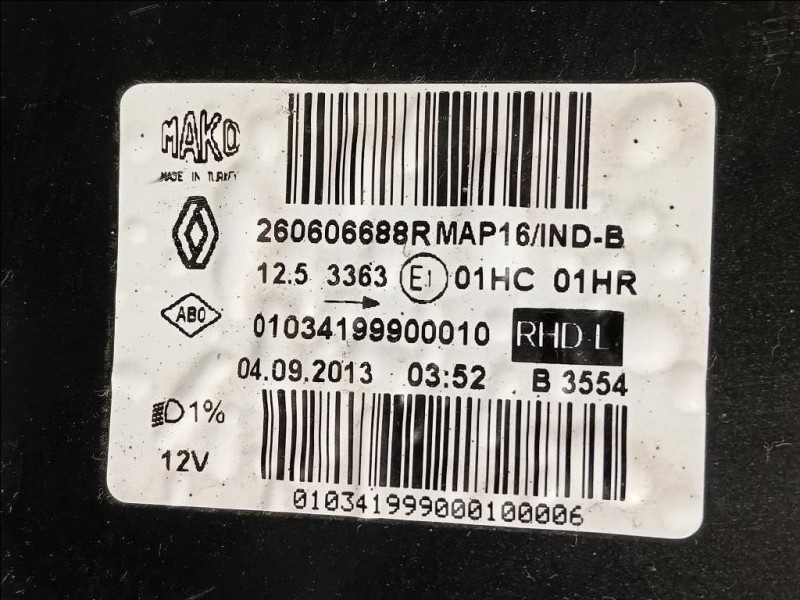 MAKO
MADE IN TURKEY
260606688R MAP16/IND-B
12.5 3363 E1 01HC 01HR
ABO
01034199900010 RHD-L
04.09.2013 03:52 B 3554
1%
12V
010341999000100006